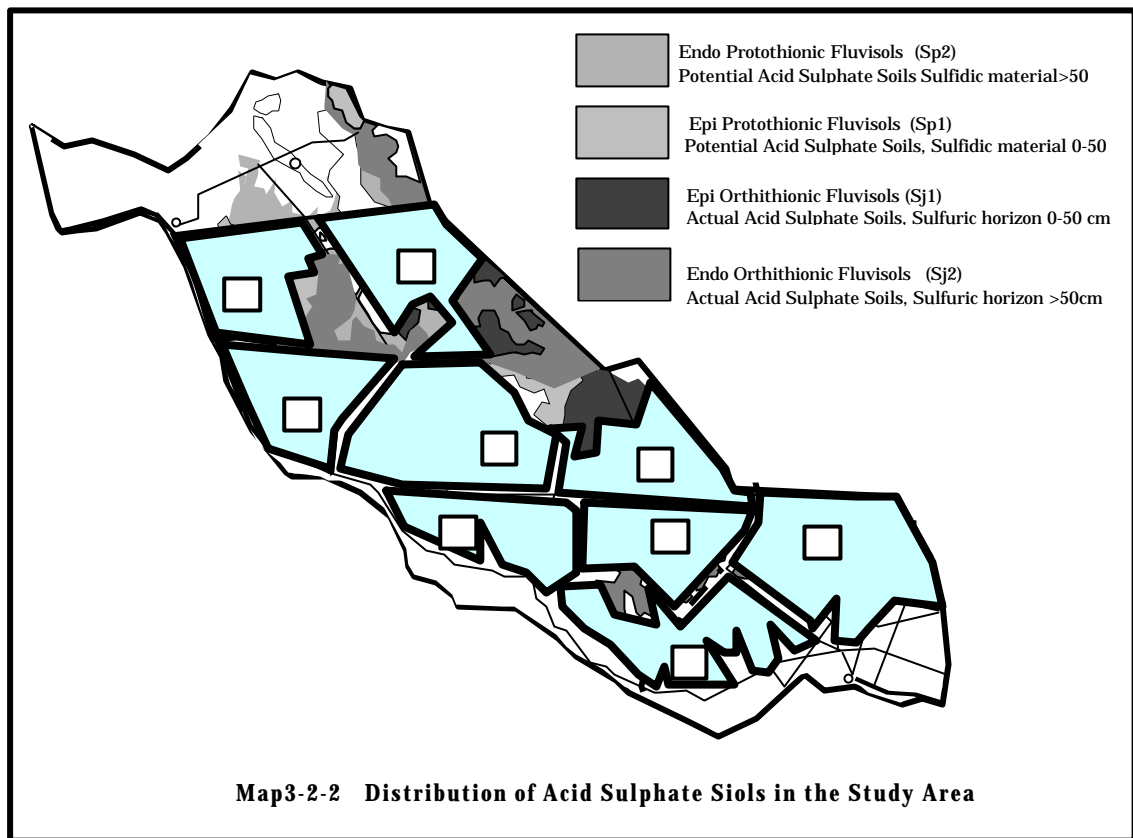 Endo Protothionic Fluvisols (Sp2)
Potential Acid Sulphate Soils Sulfidic material>50
Epi Protothionic Fluvisols (Sp1)
Potential Acid Sulphate Soils, Sulfidic material 0-50
Epi Orthithionic Fluvisols (Sj1)
Actual Acid Sulphate Soils, Sulfuric horizon 0-50 cm
Endo Orthithionic Fluvisols (Sj2)
Actual Acid Sulphate Soils, Sulfuric horizon >50cm
Map3-2-2 Distribution of Acid Sulphate Siols in the Study Area